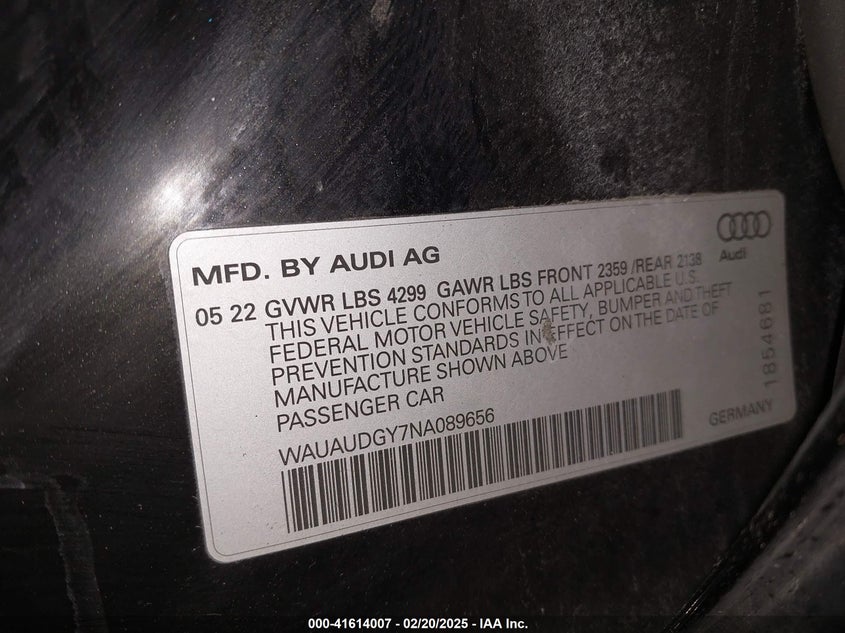 Audi
MFD. BY AUDI AG
05 22 GVWR LBS 4299 GAWR LBS FRONT 2359 /REAR 2138
THIS VEHICLE CONFORMS TO ALL APPLICABLE U.S.
FEDERAL MOTOR VEHICLE SAFETY, BUMPER AND THEFT
PREVENTION STANDARDS IN EFFECT ON THE DATE OF
MANUFACTURE SHOWN ABOVE
PASSENGER CAR
WAUAUDGY7NA089656
GERMANY
1854681
000-41614007 - 02/20/2025 - IAA Inc.